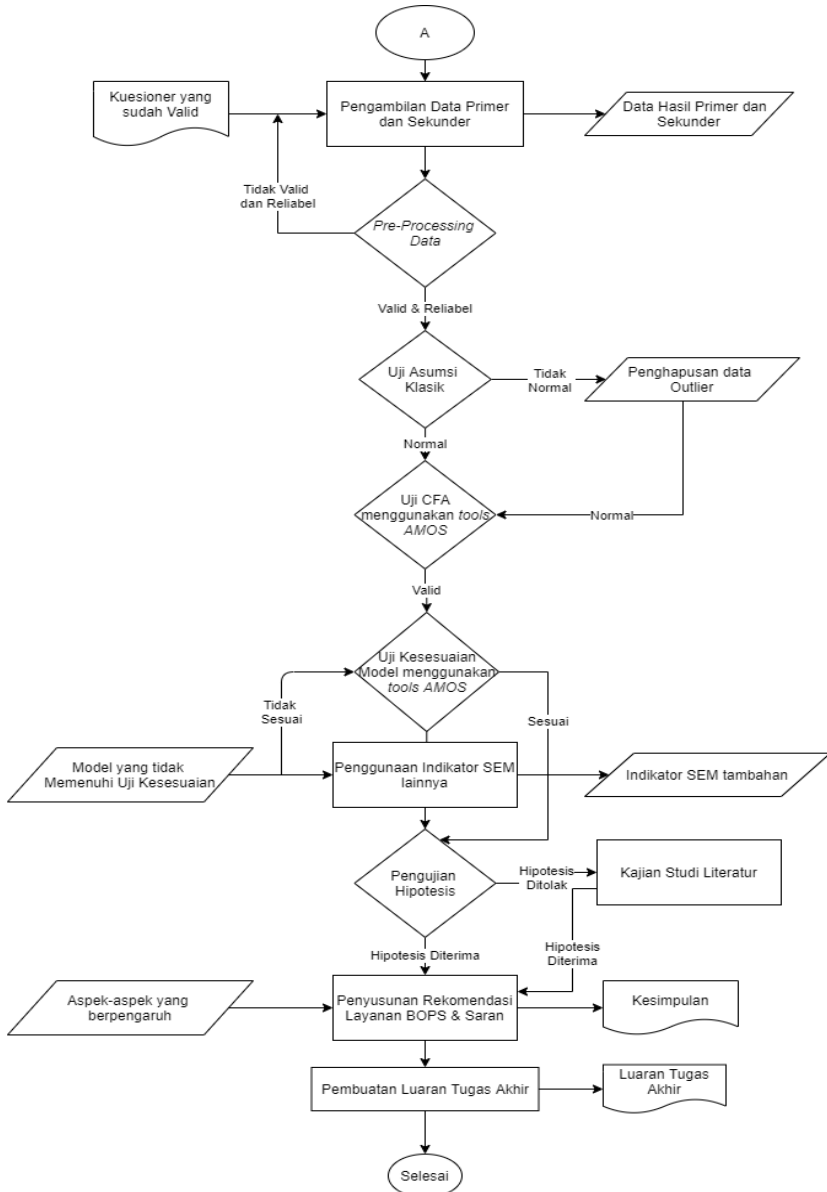 A
Kuesioner yang
sudah Valid
Pengambilan Data Primer
dan Sekunder
Data Hasil Primer dan
Sekunder
Tidak Valid
dan Reliabel
Pre-Processing
Data
Valid & Reliabel
Uji Asumsi
Klasik
Tidak
Normal
Penghapusan data
Outlier
Normal
Uji CFA
menggunakan tools
AMOS
Normal
Valid
Uji Kesesuaian
Model menggunakan
tools AMOS
Tidak
Sesuai
Sesuai
Model yang tidak
Memenuhi Uji Kesesuaian
Penggunaan Indikator SEM
lainnya
Indikator SEM tambahan
Pengujian
Hipotesis
Hipotesis
Ditolak
Kajian Studi Literatur
Hipotesis
Diterima
Hipotesis Diterima
Aspek-aspek yang
berpengaruh
Penyusunan Rekomendasi
Layanan BOPS & Saran
Kesimpulan
Pembuatan Luaran Tugas Akhir
Luaran Tugas
Akhir
Selesai